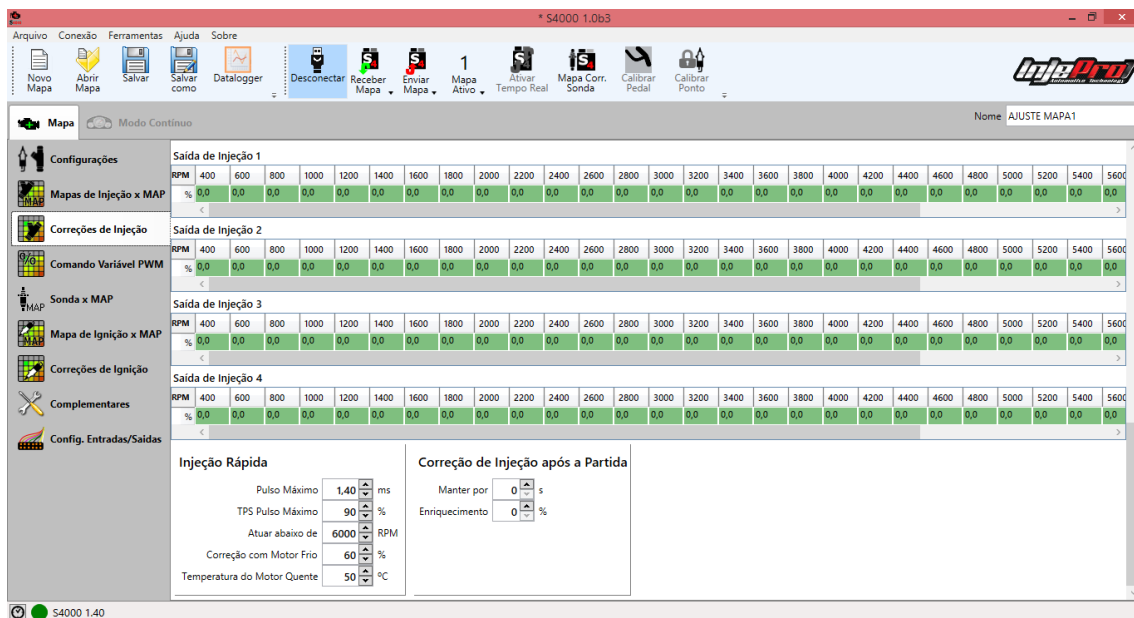 * S4000 1.0b3
Arquivo Conexão Ferramentas Ajuda Sobre
Novo Mapa
Abrir Mapa
Salvar
Salvar como
Datalogger
Desconectar
Receber Mapa
Enviar Mapa
1
Mapa Ativo
Ativar Tempo Real
Mapa Corr. Sonda
Calibrar Pedal
Calibrar Ponto
InjePro
Automotive Technology
Mapa
Modo Contínuo
Nome AJUSTE MAPA1
Configurações
Mapas de Injeção x MAP
Correções de Injeção
Comando Variável PWM
Sonda x MAP
Mapa de Ignição x MAP
Correções de Ignição
Complementares
Config. Entradas/Saidas
Saída de Injeção 1
RPM 400 600 800 1000 1200 1400 1600 1800 2000 2200 2400 2600 2800 3000 3200 3400 3600 3800 4000 4200 4400 4600 4800 5000 5200 5400 5600
% 0,0 0,0 0,0 0,0 0,0 0,0 0,0 0,0 0,0 0,0 0,0 0,0 0,0 0,0 0,0 0,0 0,0 0,0 0,0 0,0 0,0 0,0 0,0 0,0 0,0 0,0 0,0
Saída de Injeção 2
RPM 400 600 800 1000 1200 1400 1600 1800 2000 2200 2400 2600 2800 3000 3200 3400 3600 3800 4000 4200 4400 4600 4800 5000 5200 5400 5600
% 0,0 0,0 0,0 0,0 0,0 0,0 0,0 0,0 0,0 0,0 0,0 0,0 0,0 0,0 0,0 0,0 0,0 0,0 0,0 0,0 0,0 0,0 0,0 0,0 0,0 0,0 0,0
Saída de Injeção 3
RPM 400 600 800 1000 1200 1400 1600 1800 2000 2200 2400 2600 2800 3000 3200 3400 3600 3800 4000 4200 4400 4600 4800 5000 5200 5400 5600
% 0,0 0,0 0,0 0,0 0,0 0,0 0,0 0,0 0,0 0,0 0,0 0,0 0,0 0,0 0,0 0,0 0,0 0,0 0,0 0,0 0,0 0,0 0,0 0,0 0,0 0,0 0,0
Saída de Injeção 4
RPM 400 600 800 1000 1200 1400 1600 1800 2000 2200 2400 2600 2800 3000 3200 3400 3600 3800 4000 4200 4400 4600 4800 5000 5200 5400 5600
% 0,0 0,0 0,0 0,0 0,0 0,0 0,0 0,0 0,0 0,0 0,0 0,0 0,0 0,0 0,0 0,0 0,0 0,0 0,0 0,0 0,0 0,0 0,0 0,0 0,0 0,0 0,0
Injeção Rápida
Pulso Máximo 1,40 ms
TPS Pulso Máximo 90 %
Atuar abaixo de 6000 RPM
Correção com Motor Frio 60 %
Temperatura do Motor Quente 50 ºC
Correção de Injeção após a Partida
Manter por 0 s
Enriquecimento 0 %
S4000 1.40